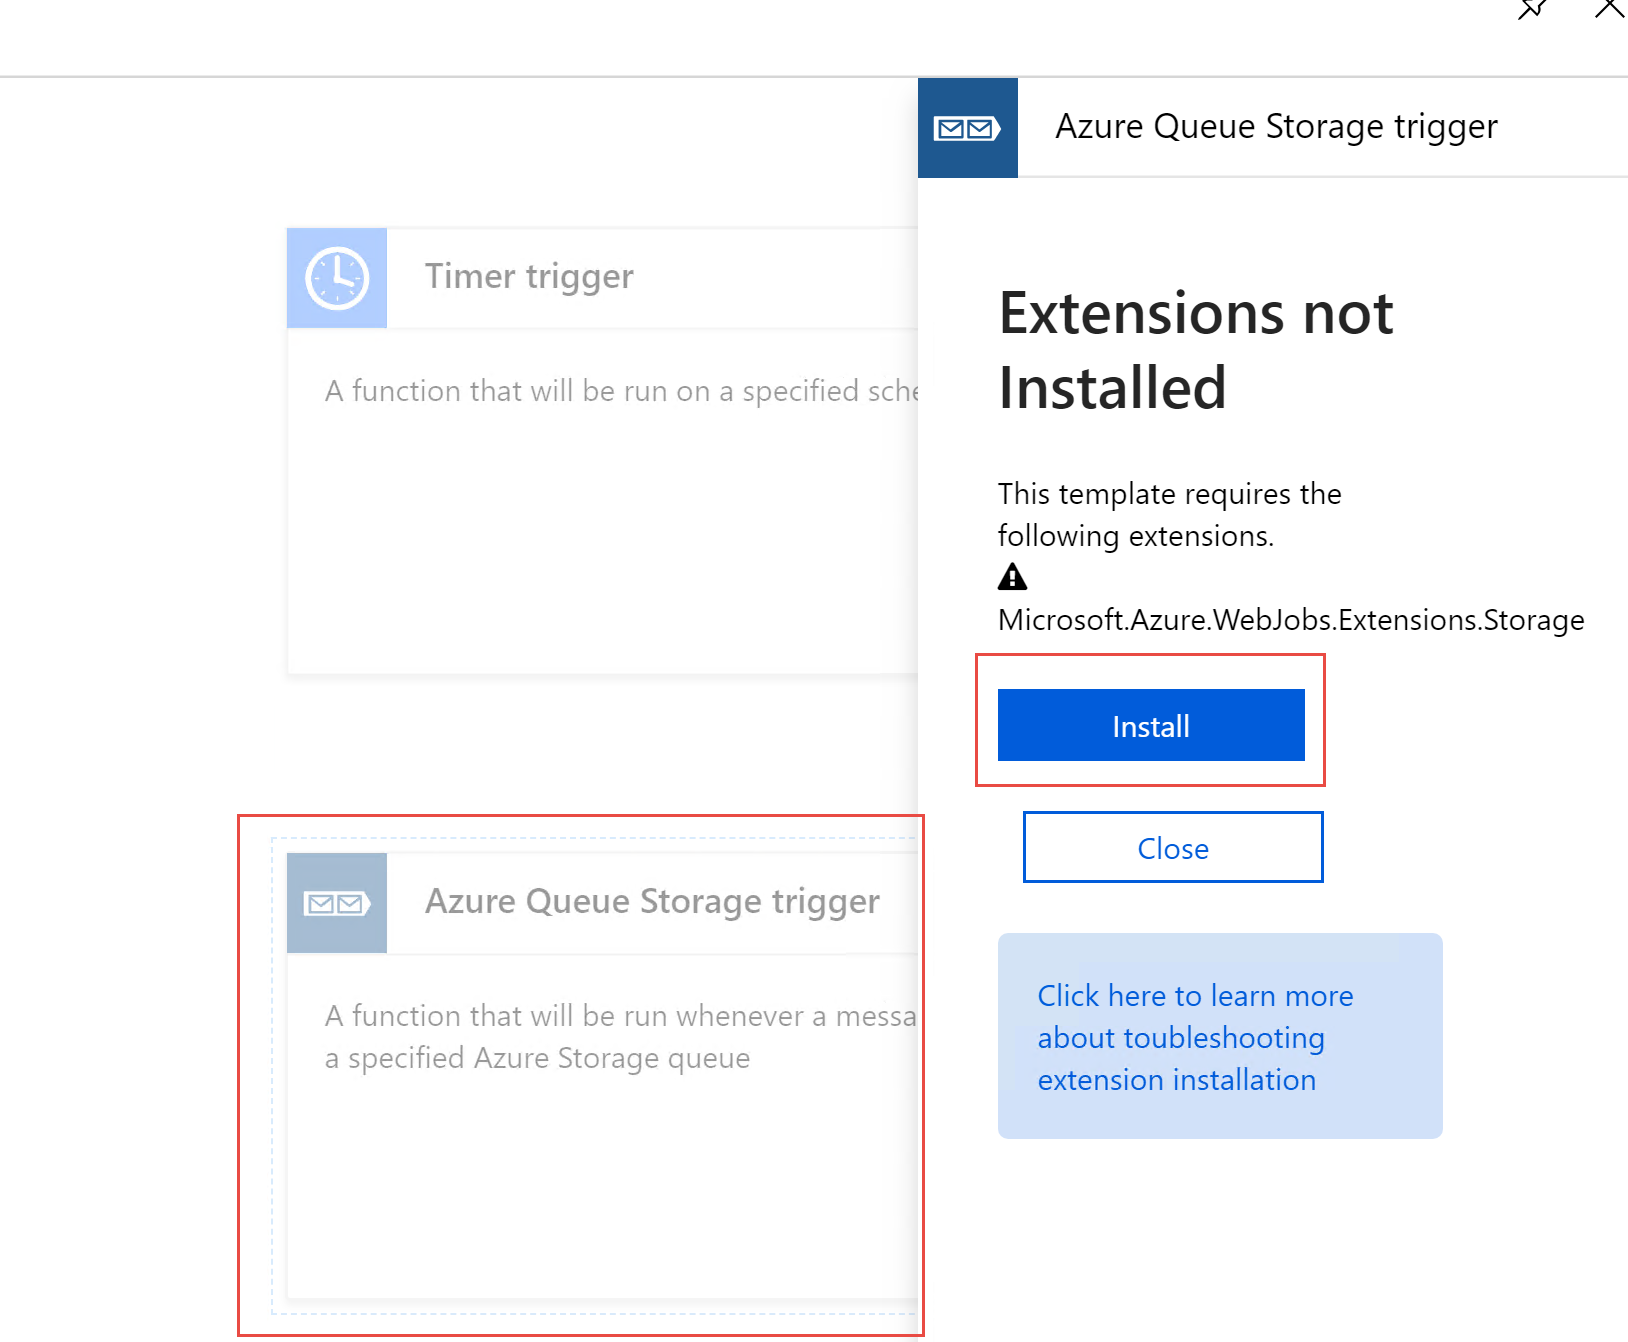 Timer trigger
A function that will be run on a specified
Azure Queue Storage trigger
A function that will be run whenever a
a specified Azure Storage queue
Azure Queue Storage trigger
Extensions not
Installed
This template requires the
following extensions.
Microsoft.Azure.WebJobs.Extensions.Storage
Install
Close
Click here to learn more
about toubleshooting
extension installation